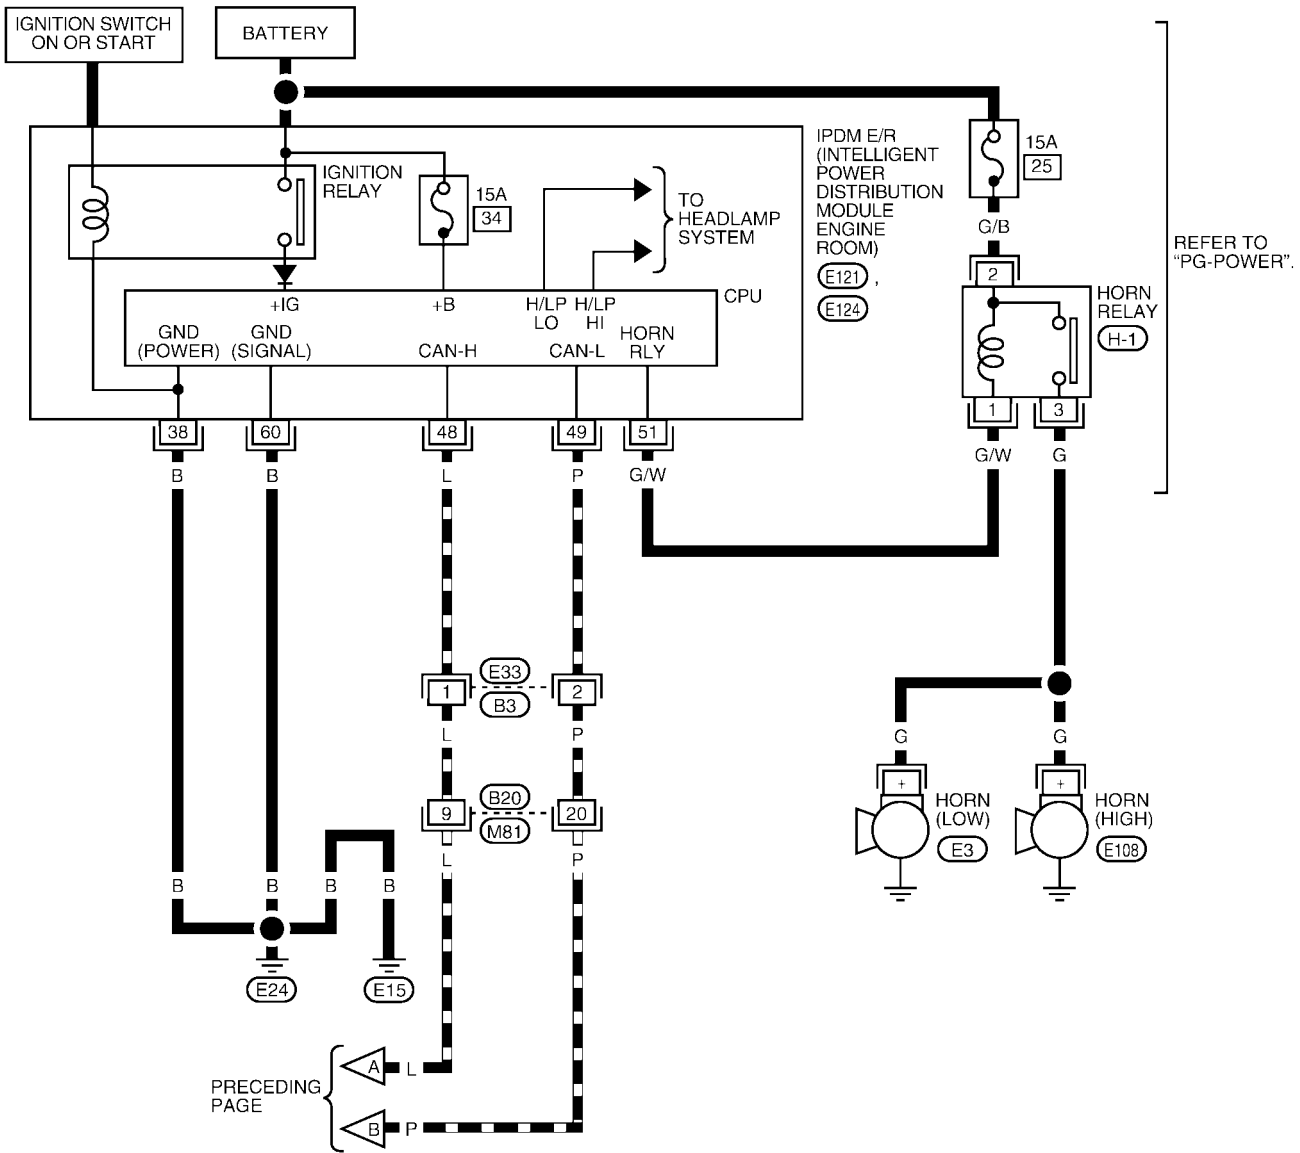 IGNITION SWITCH
ON OR START
BATTERY
IPDM E/R
(INTELLIGENT
POWER
DISTRIBUTION
MODULE
ENGINE
ROOM)
E121 ,
E124
15A
25
G/B
2
REFER TO
"PG-POWER".
IGNITION
RELAY
15A
34
TO
HEADLAMP
SYSTEM
HORN
RELAY
H-1
CPU
+IG
+B
H/LP
LO
H/LP
HI
GND
(POWER)
GND
(SIGNAL)
CAN-H
CAN-L
HORN
RLY
1
3
38
60
48
49
51
G/W
G
B
B
L
P
G/W
1
E33
B3
2
L
P
G
G
9
B20
M81
20
+
+
HORN
(LOW)
E3
HORN
(HIGH)
E108
L
P
B
B
B
B
E24
E15
PRECEDING
PAGE
A
L
B
P